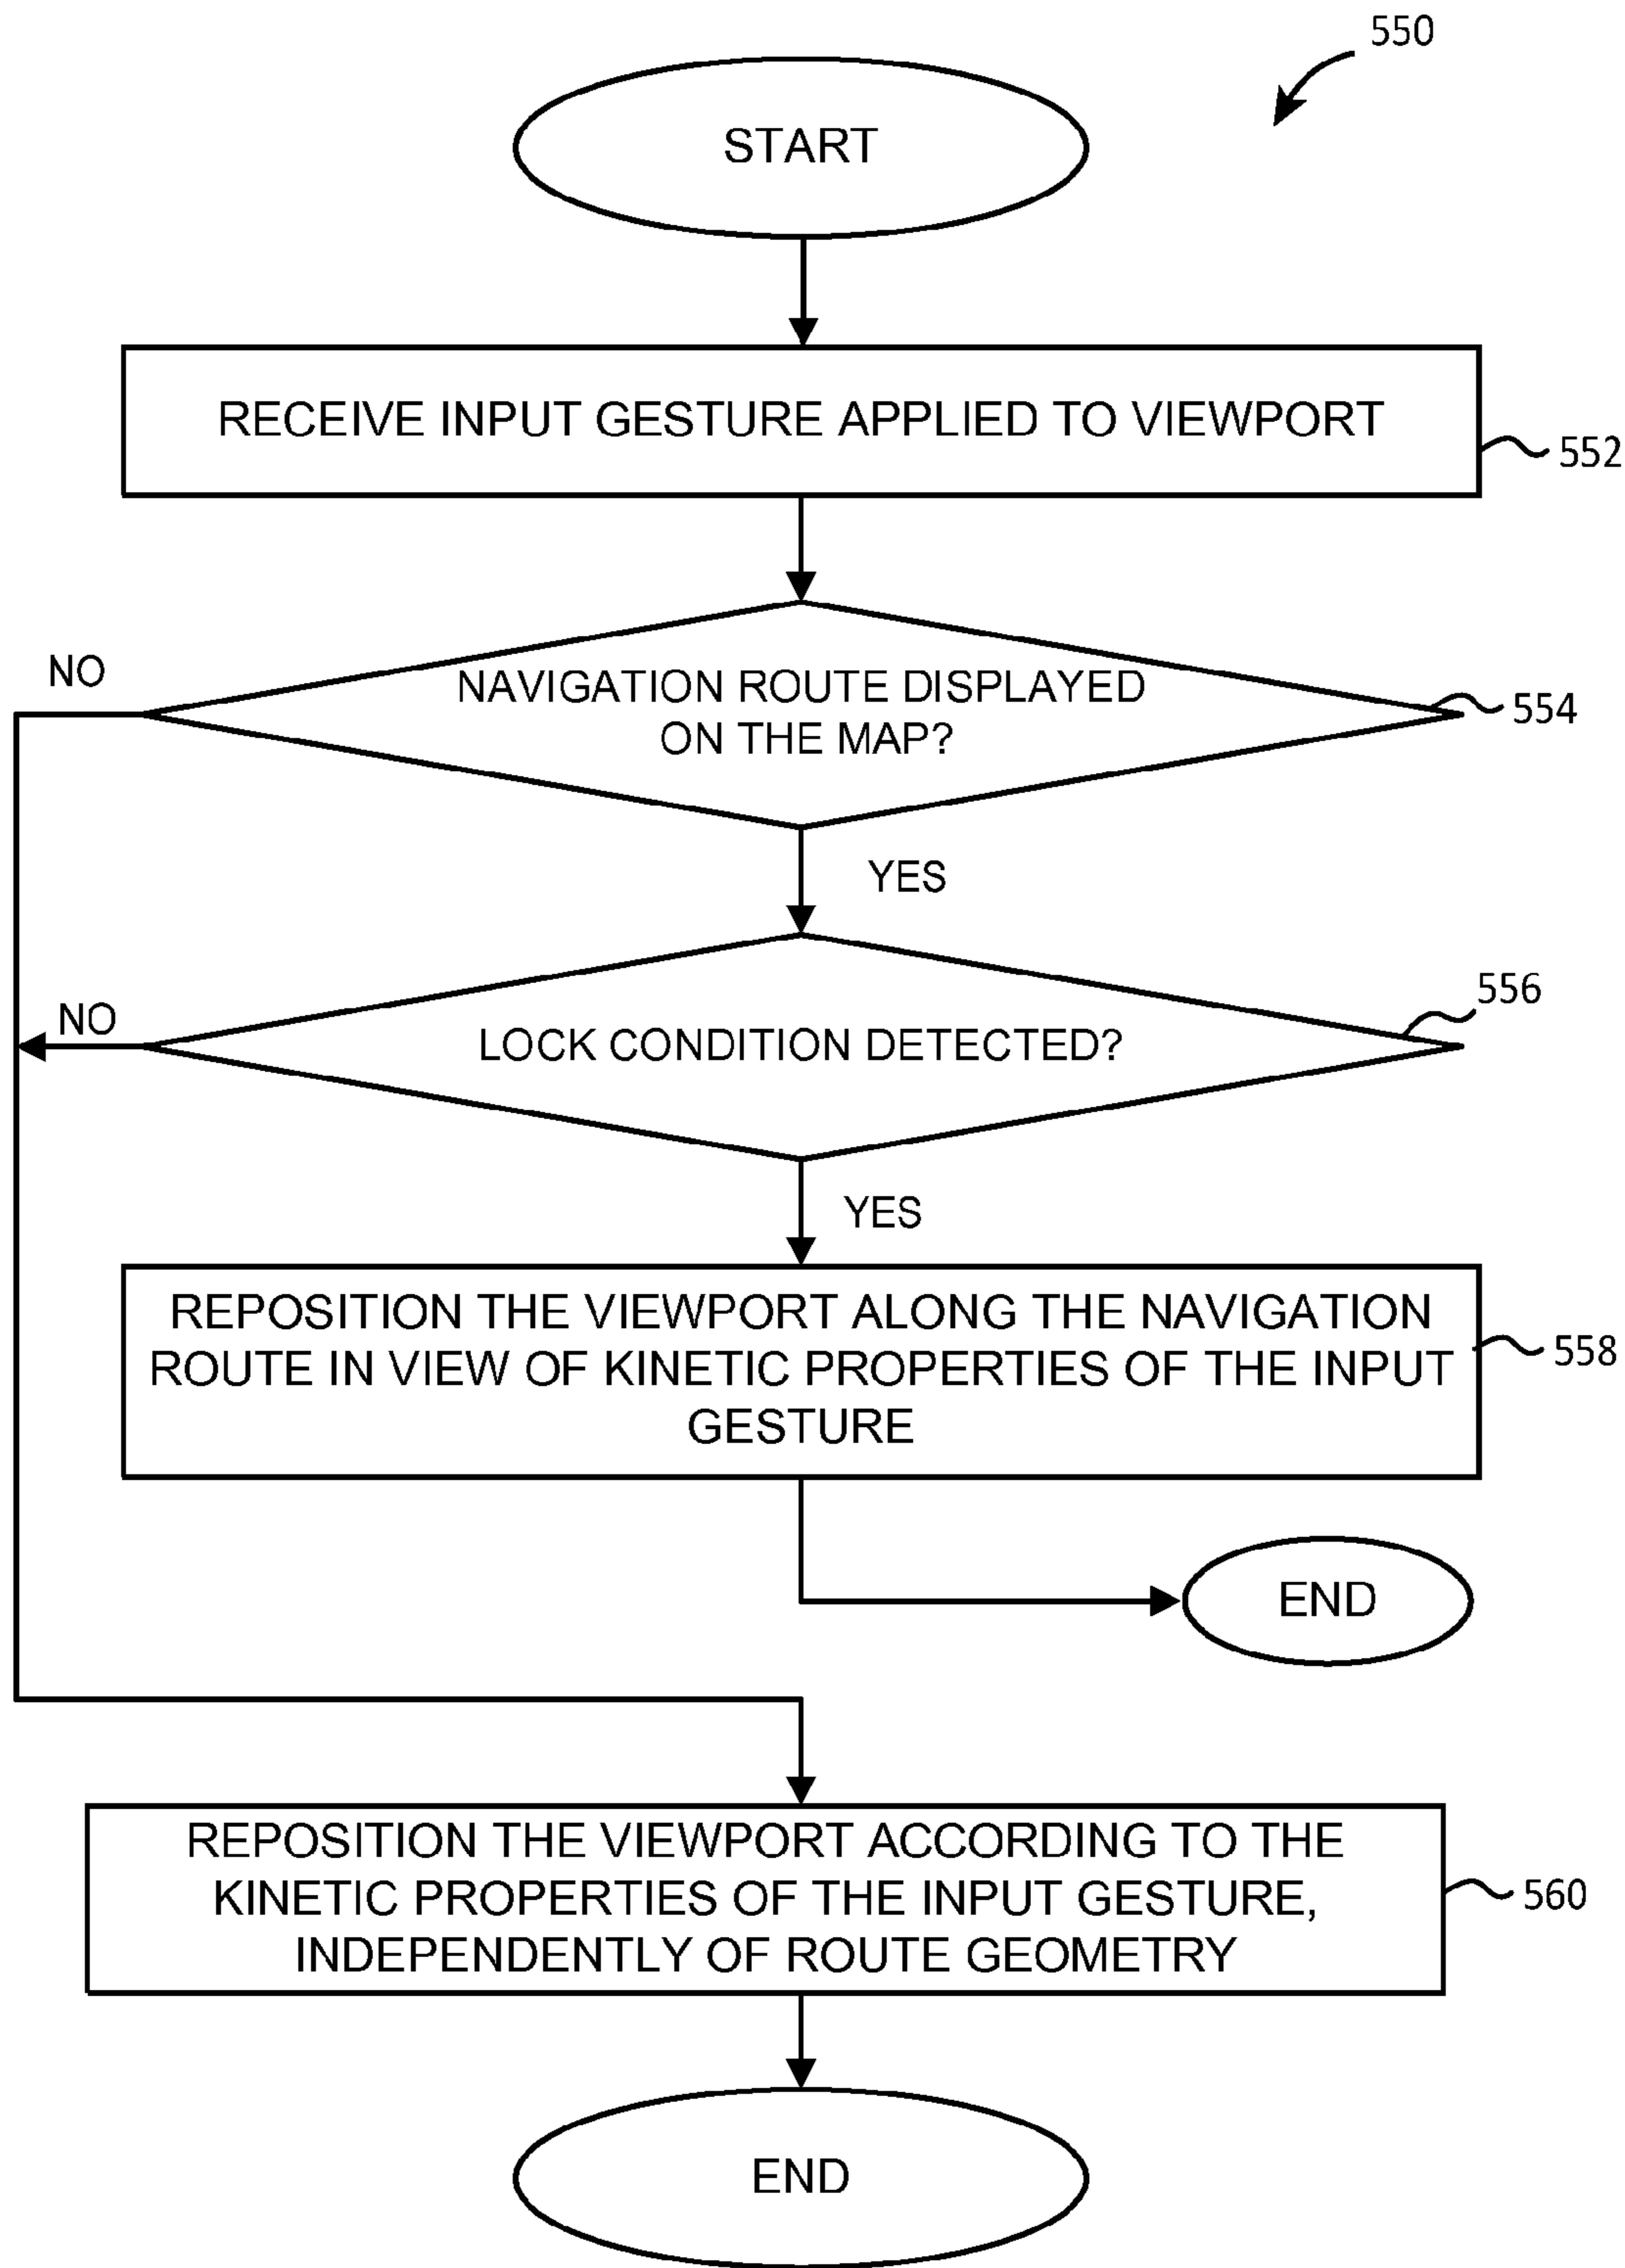 550
START
RECEIVE INPUT GESTURE APPLIED TO VIEWPORT
552
NO
NAVIGATION ROUTE DISPLAYED
ON THE MAP?
554
YES
NO
LOCK CONDITION DETECTED?
556
YES
REPOSITION THE VIEWPORT ALONG THE NAVIGATION
ROUTE IN VIEW OF KINETIC PROPERTIES OF THE INPUT
GESTURE
558
END
REPOSITION THE VIEWPORT ACCORDING TO THE
KINETIC PROPERTIES OF THE INPUT GESTURE,
INDEPENDENTLY OF ROUTE GEOMETRY
560
END